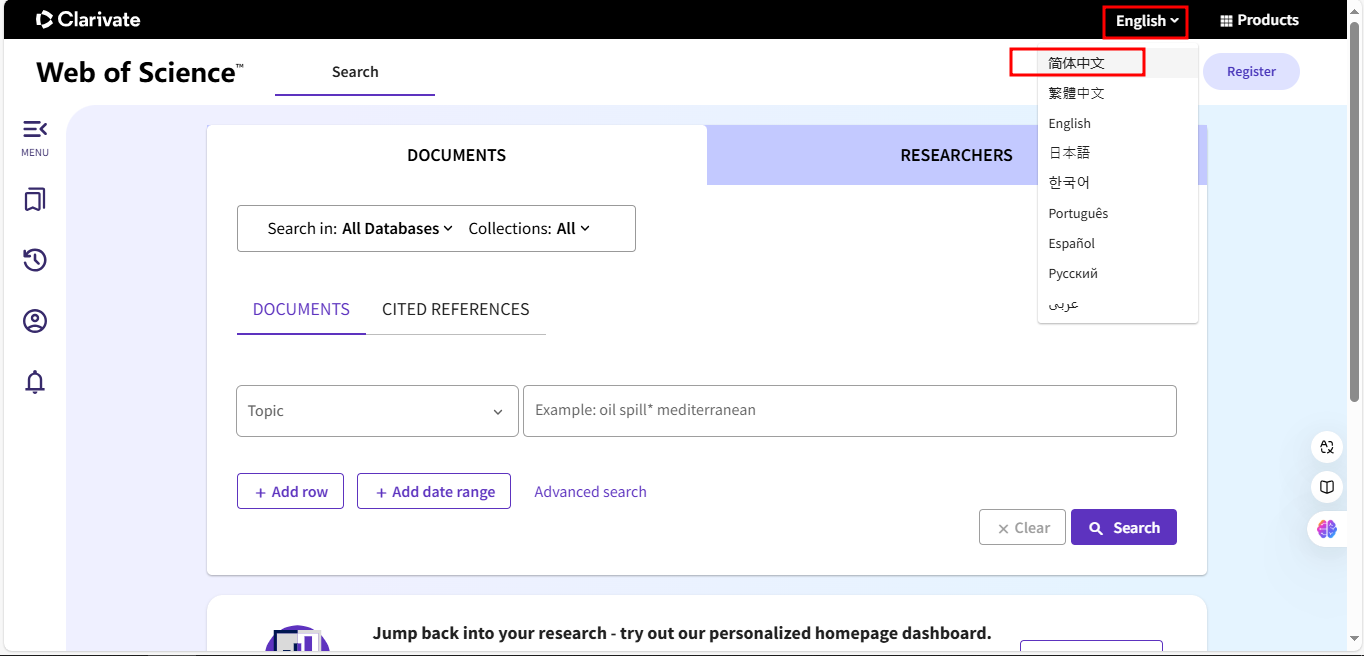 Clarivate
English
Products
Web of Science™
Search
简体中文
Register
繁體中文
English
日本語
한국어
Português
Español
Русский
عربى
MENU
DOCUMENTS
RESEARCHERS
Search in: All Databases
Collections: All
DOCUMENTS
CITED REFERENCES
Topic
Example: oil spill* mediterranean
+ Add row
+ Add date range
Advanced search
× Clear
Search
Jump back into your research - try out our personalized homepage dashboard.